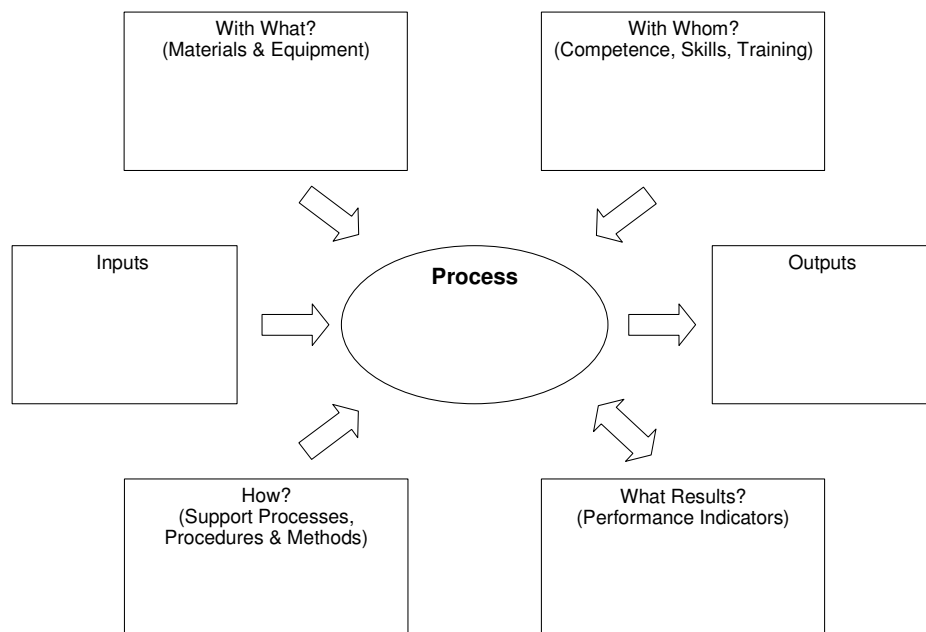 With What?
(Materials & Equipment)
With Whom?
(Competence, Skills, Training)
Inputs
Process
Outputs
How?
(Support Processes,
Procedures & Methods)
What Results?
(Performance Indicators)